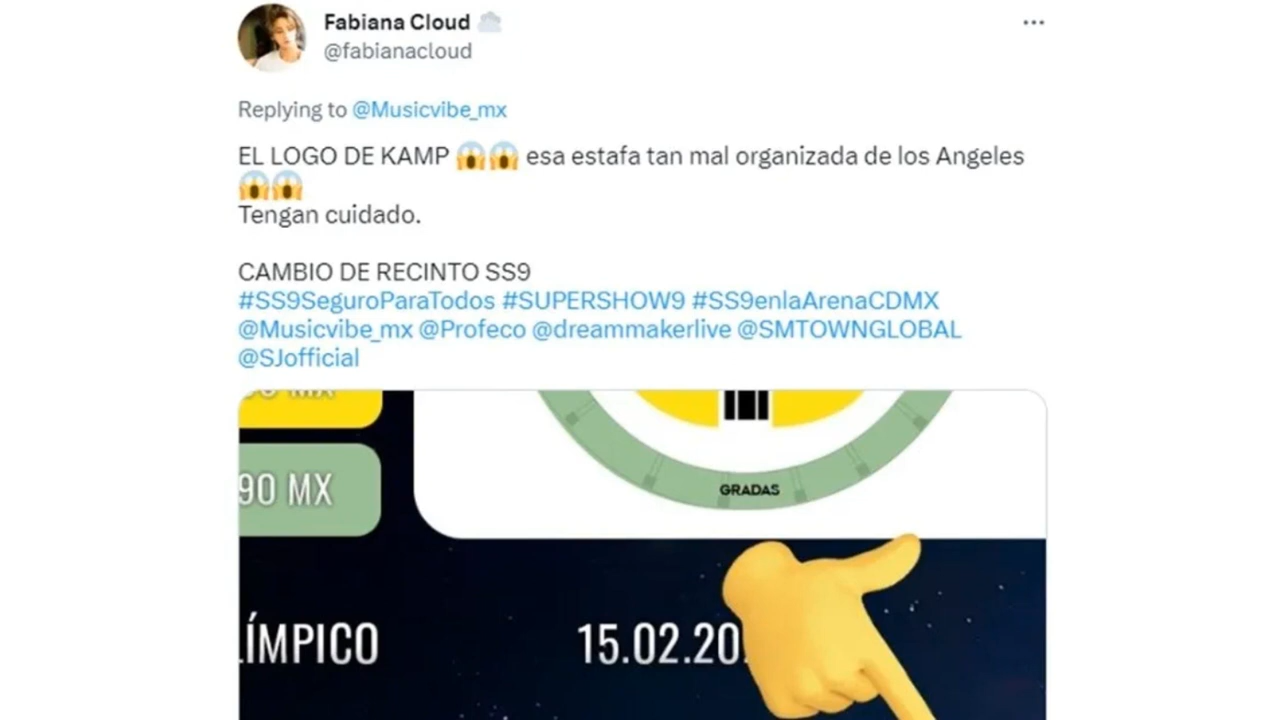 Fabiana Cloud ☁️
@fabianacloud
Replying to @Musicvibe_mx
EL LOGO DE KAMP 😱😱 esa estafa tan mal organizada de los Angeles
😱😱
Tengan cuidado.
CAMBIO DE RECINTO SS9
#SS9SeguroParaTodos #SUPERSHOW9 #SS9enlaArenaCDMX
@Musicvibe_mx @Profeco @dreammakerlive @SMTOWNGLOBAL
@SJofficial
90 MX
GRADAS
LÍMPICO
15.02.20